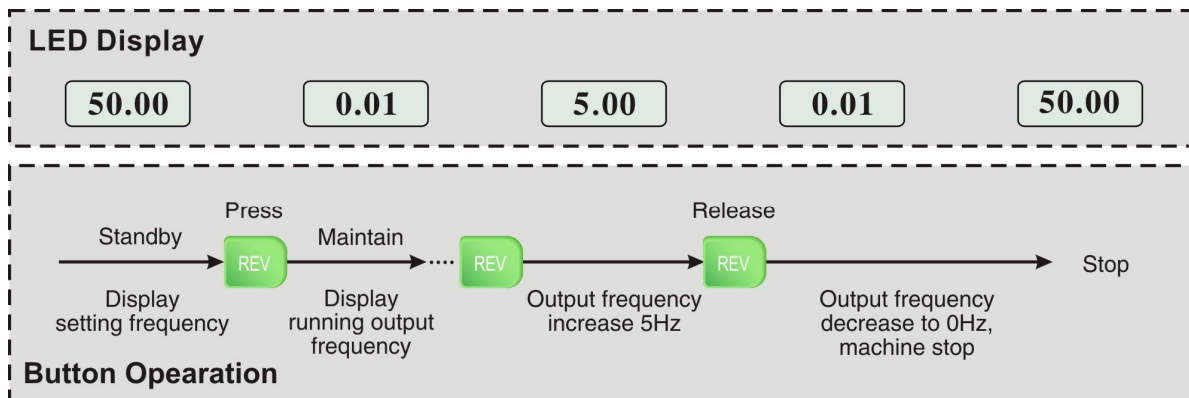 LED Display
50.00
0.01
5.00
0.01
50.00
Press
Release
Standby
Maintain
REV
····
REV
REV
Stop
Display
setting frequency
Display
running output
frequency
Output frequency
increase 5Hz
Output frequency
decrease to 0Hz,
machine stop
Button Opearation